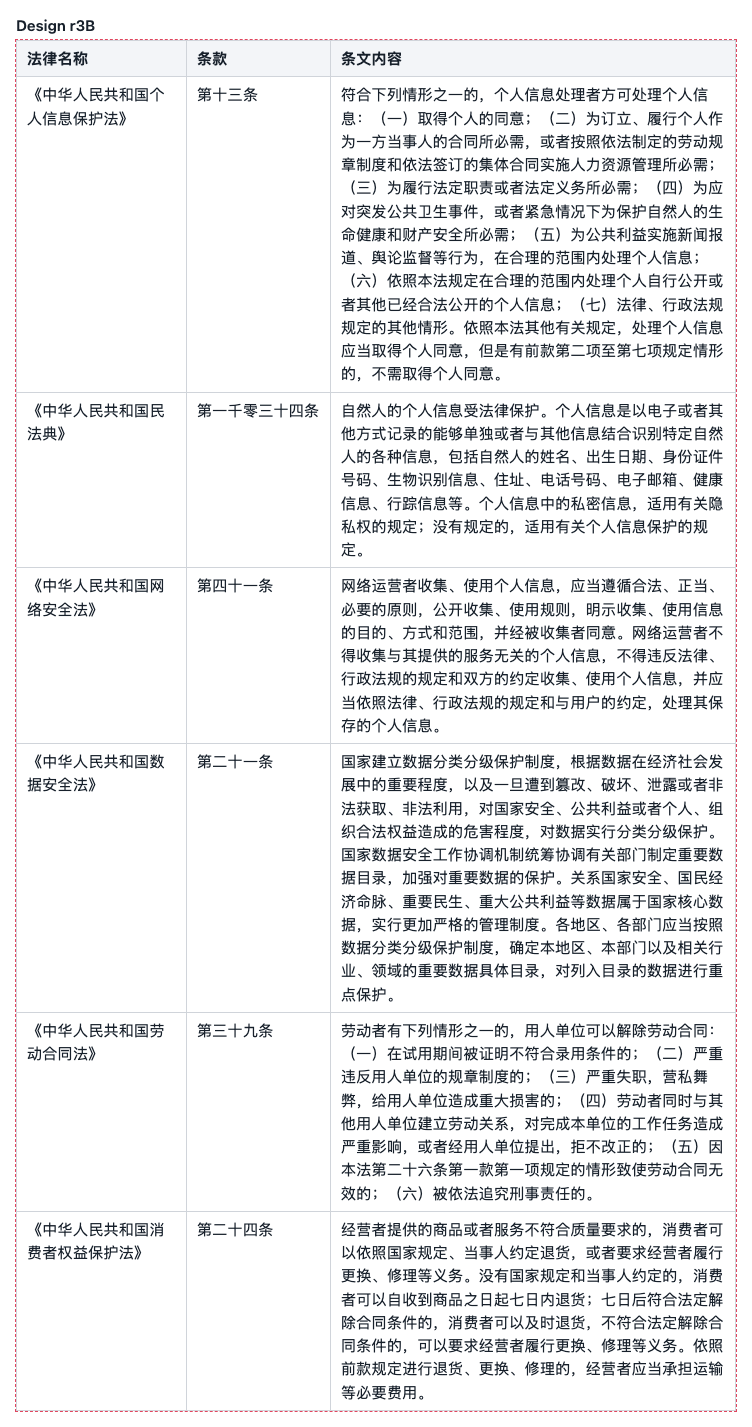 Design r3B
法律名称 条款 条文内容
《中华人民共和国个人信息保护法》 第十三条
符合下列情形之一的，个人信息处理者方可处理个人信
息：（一）取得个人的同意；（二）为订立、履行个人作
为一方当事人的合同所必需，或者按照依法制定的劳动规
章制度和依法签订的集体合同实施人力资源管理所必需；
（三）为履行法定职责或者法定义务所必需；（四）为应
对突发公共卫生事件，或者紧急情况下为保护自然人的生
命健康和财产安全所必需；（五）为公共利益实施新闻报
道、舆论监督等行为，在合理的范围内处理个人信息；
（六）依照本法规定在合理的范围内处理个人自行公开或
者其他已经合法公开的个人信息；（七）法律、行政法规
规定的其他情形。依照本法其他有关规定，处理个人信息
应当取得个人同意，但是有前款第二项至第七项规定情形
的，不需取得个人同意。
《中华人民共和国民法典》 第一千零三十四条
自然人的个人信息受法律保护。个人信息是以电子或者其
他方式记录的能够单独或者与其他信息结合识别特定自然
人的各种信息，包括自然人的姓名、出生日期、身份证件
号码、生物识别信息、住址、电话号码、电子邮箱、健康
信息、行踪信息等。个人信息中的私密信息，适用有关隐
私权的规定；没有规定的，适用有关个人信息保护的规
定。
《中华人民共和国网络安全法》 第四十一条
网络运营者收集、使用个人信息，应当遵循合法、正当、
必要的原则，公开收集、使用规则，明示收集、使用信息
的目的、方式和范围，并经被收集者同意。网络运营者不
得收集与其提供的服务无关的个人信息，不得违反法律、
行政法规的规定和双方的约定收集、使用个人信息，并应
当依照法律、行政法规的规定和与用户的约定，处理其保
存的个人信息。
《中华人民共和国数据安全法》 第二十一条
国家建立数据分类分级保护制度，根据数据在经济社会发
展中的重要程度，以及一旦遭到篡改、破坏、泄露或者非
法获取、非法利用，对国家安全、公共利益或者个人、组
织合法权益造成的危害程度，对数据实行分类分级保护。
国家数据安全工作协调机制统筹协调有关部门制定重要数
据目录，加强对重要数据的保护。关系国家安全、国民经
济命脉、重要民生、重大公共利益等数据属于国家核心数
据，实行更加严格的管理制度。各地区、各部门应当按照
数据分类分级保护制度，确定本地区、本部门以及相关行
业、领域的重要数据具体目录，对列入目录的数据进行重
点保护。
《中华人民共和国劳动合同法》 第三十九条
劳动者有下列情形之一的，用人单位可以解除劳动合同：
（一）在试用期间被证明不符合录用条件的；（二）严重
违反用人单位的规章制度的；（三）严重失职，营私舞
弊，给用人单位造成重大损害的；（四）劳动者同时与其
他用人单位建立劳动关系，对完成本单位的工作任务造成
严重影响，或者经用人单位提出，拒不改正的；（五）因
本法第二十六条第一款第一项规定的情形致使劳动合同无
效的；（六）被依法追究刑事责任的。
《中华人民共和国消费者权益保护法》 第二十四条
经营者提供的商品或者服务不符合质量要求的，消费者可
以依照国家规定、当事人约定退货，或者要求经营者履行
更换、修理等义务。没有国家规定和当事人约定的，消费
者可以自收到商品之日起七日内退货；七日后符合法定解
除合同条件的，消费者可以及时退货，不符合法定解除合
同条件的，可以要求经营者履行更换、修理等义务。依照
前款规定进行退货、更换、修理的，经营者应当承担运输
等必要费用。